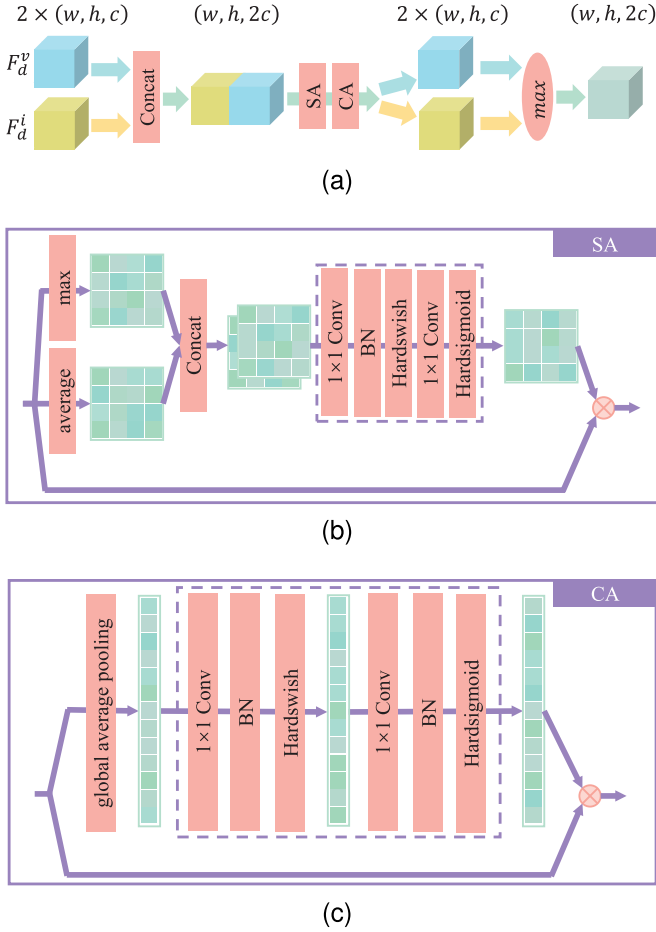 2 × (w, h, c)
(w, h, 2c)
2 × (w, h, c)
(w, h, 2c)
F_d^v
F_d^i
Concat
SA
CA
max
(a)
SA
max
average
Concat
1×1 Conv
BN
Hardswish
1×1 Conv
Hardsigmoid
(b)
CA
global average pooling
1×1 Conv
BN
Hardswish
1×1 Conv
BN
Hardsigmoid
(c)